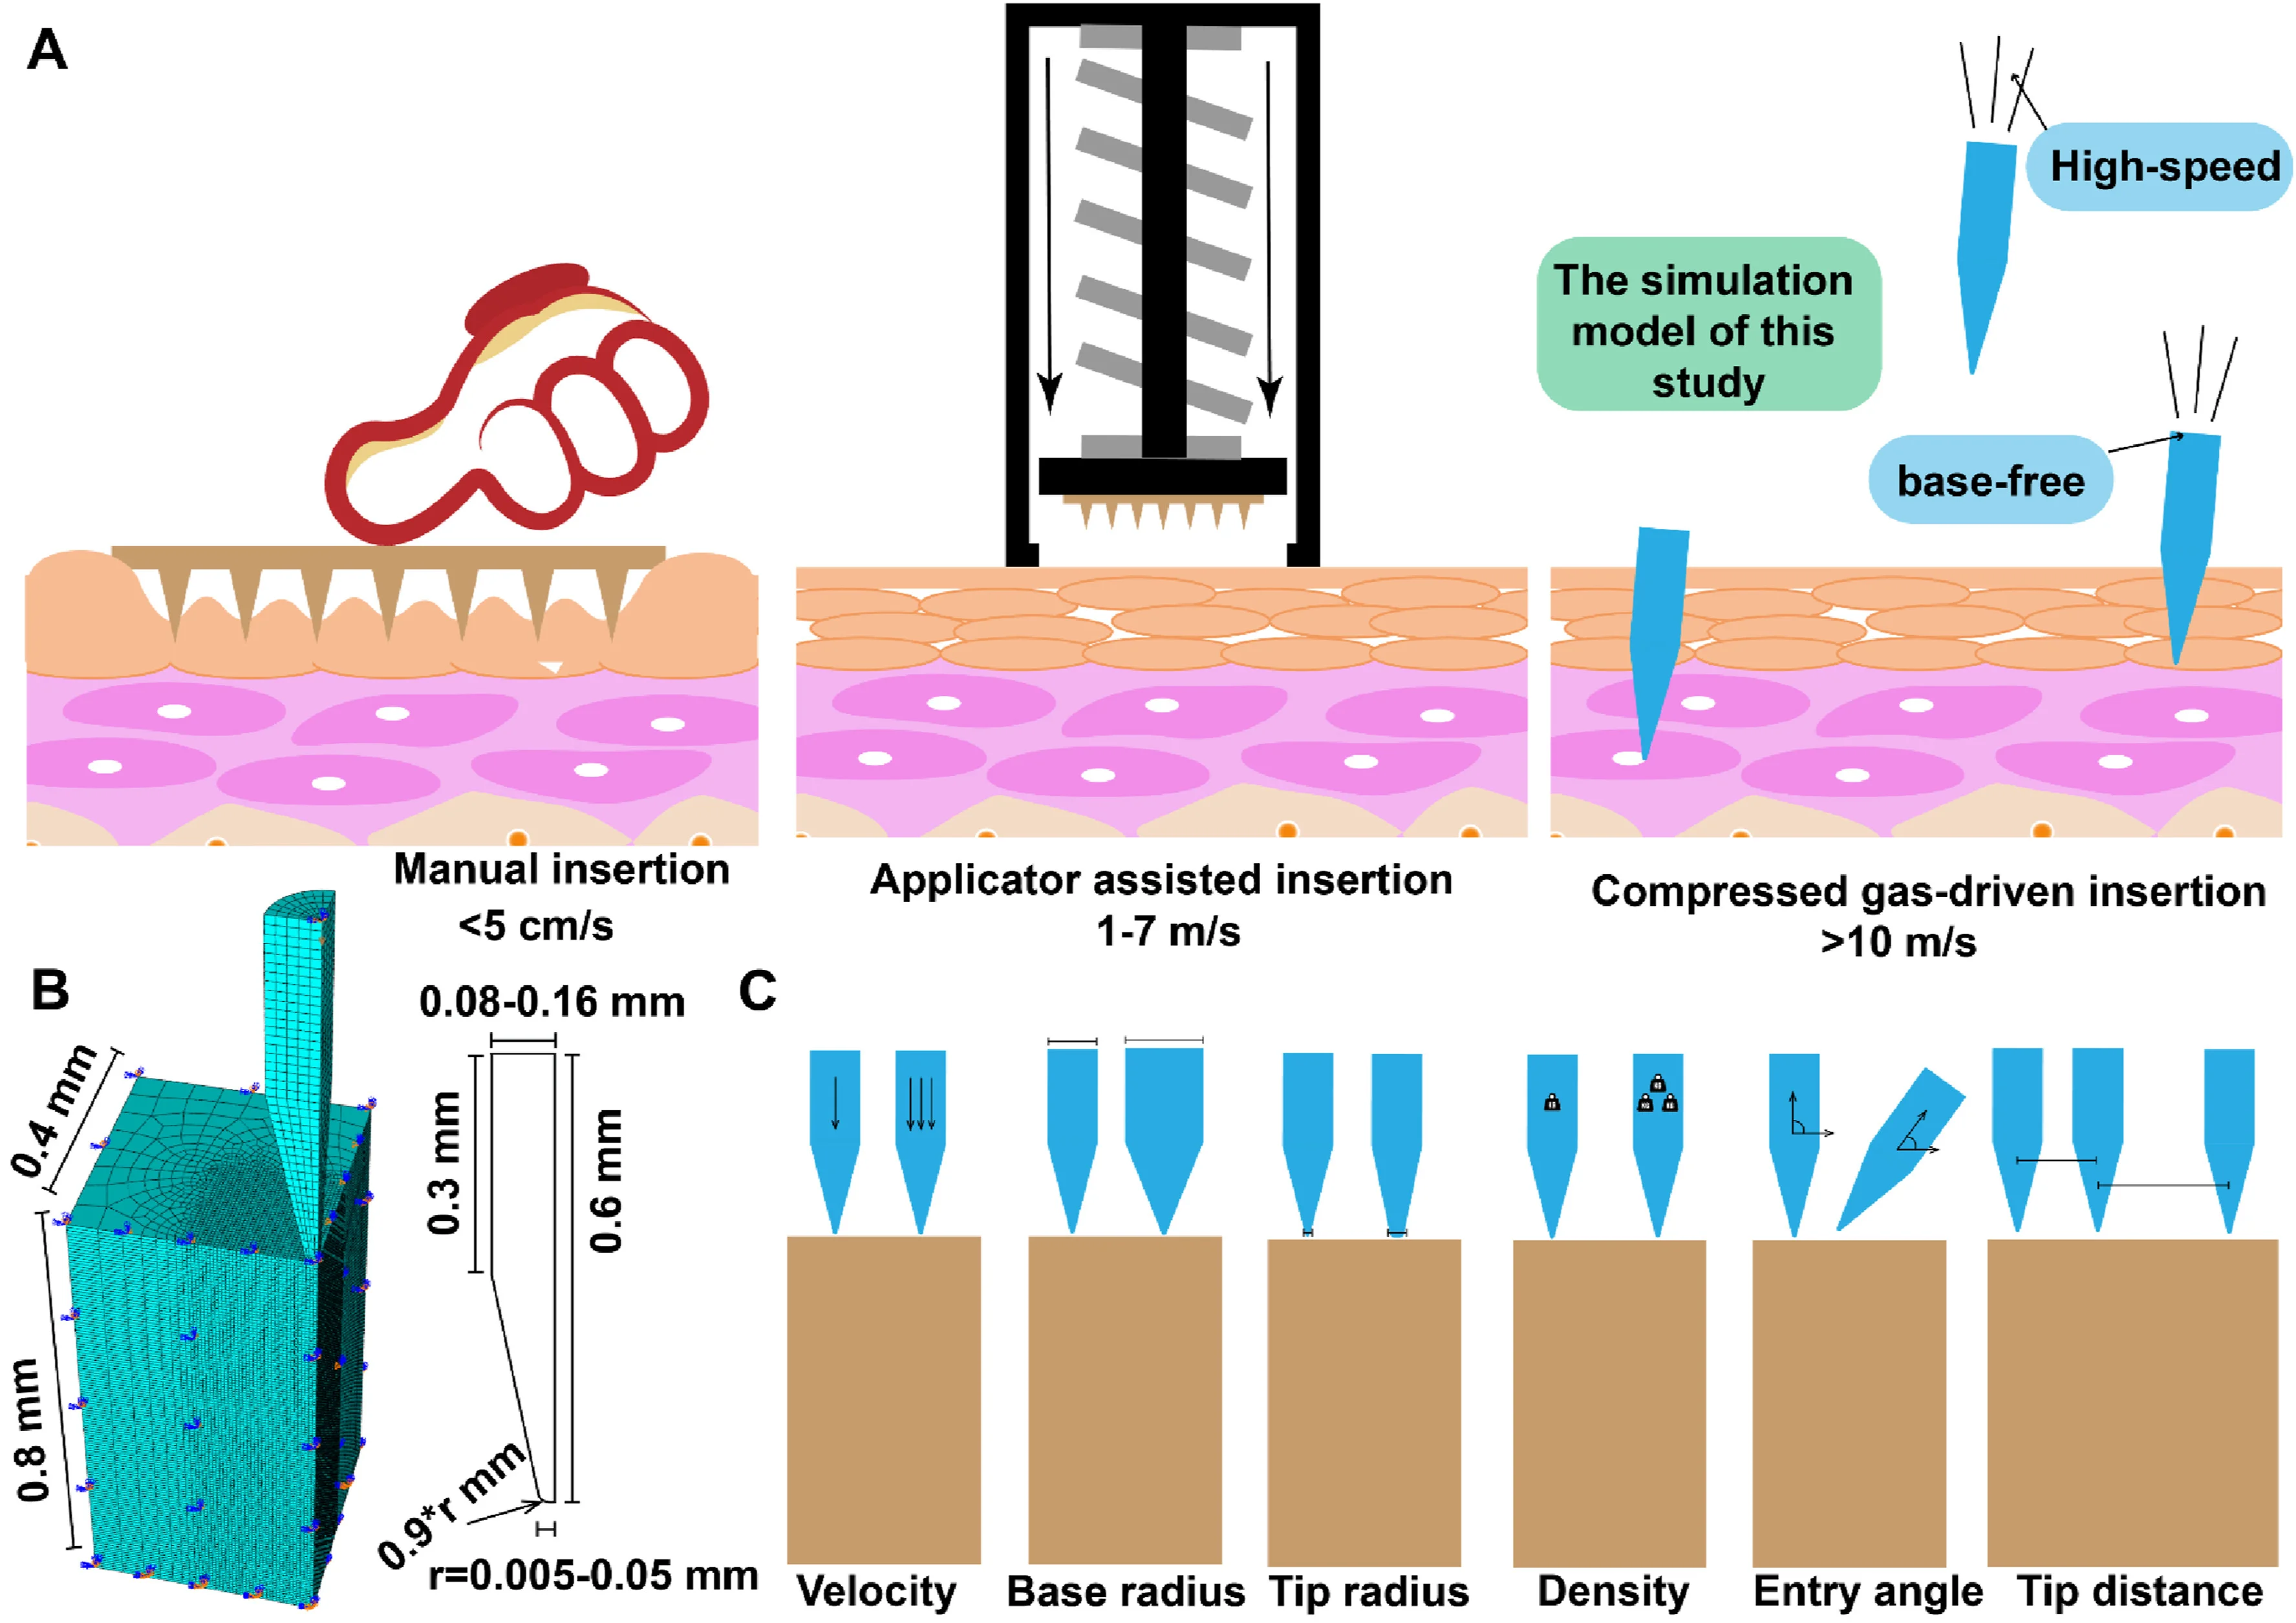 A
High-speed
The simulation
model of this
study
base-free
Manual insertion
<5 cm/s
Applicator assisted insertion
1-7 m/s
Compressed gas-driven insertion
>10 m/s
B
0.08-0.16 mm
0.4 mm
0.3 mm
0.6 mm
0.8 mm
0.9*r mm
r=0.005-0.05 mm
C
Velocity
Base radius
Tip radius
Density
Entry angle
Tip distance